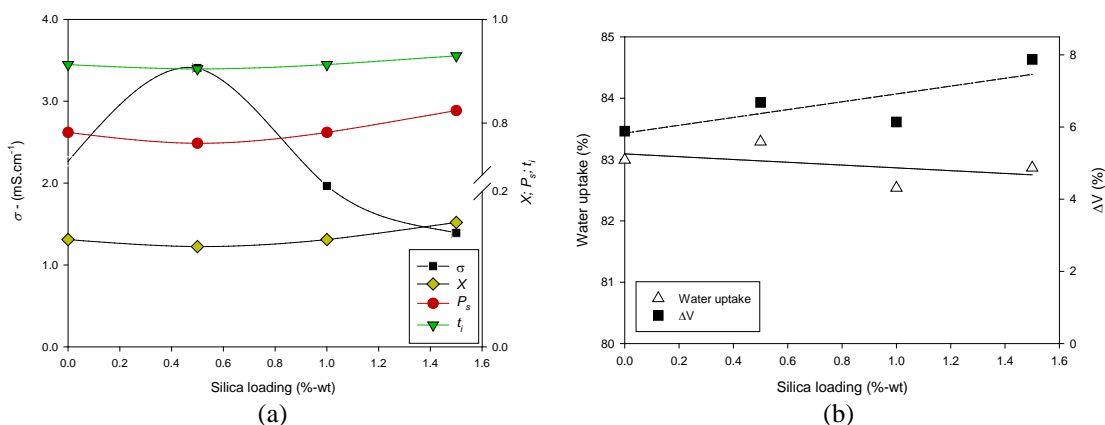 4.0
3.0
2.0
1.0
0.0
σ - (mS.cm⁻¹)
1.0
0.8
0.2
0.0
X; Pₛ; tᵢ
σ
X
Pₛ
tᵢ
0.0 0.2 0.4 0.6 0.8 1.0 1.2 1.4 1.6
Silica loading (%-wt)
(a)
85
84
83
82
81
80
Water uptake (%)
8
6
4
2
0
ΔV (%)
Water uptake
ΔV
0.0 0.2 0.4 0.6 0.8 1.0 1.2 1.4 1.6
Silica loading (%-wt)
(b)